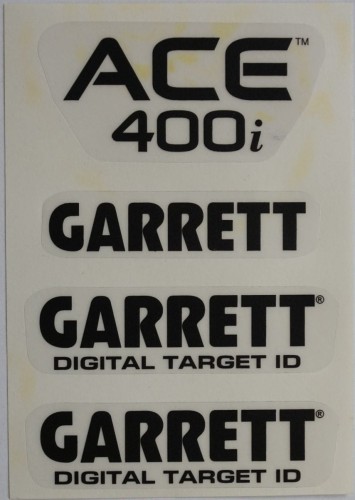 ACE™
400i
GARRETT
GARRETT®
DIGITAL TARGET ID
GARRETT®
DIGITAL TARGET ID